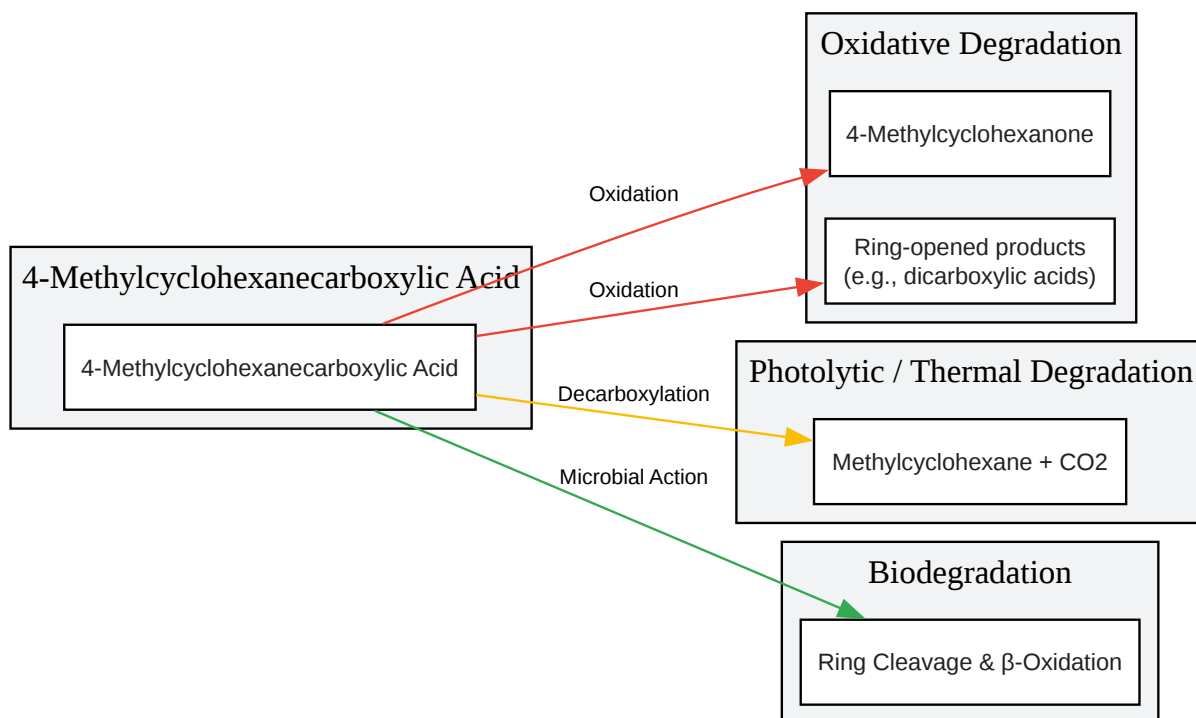 Oxidative Degradation
4-Methylcyclohexanone
Oxidation
Ring-opened products
(e.g., dicarboxylic acids)
4-Methylcyclohexanecarboxylic Acid
Oxidation
4-Methylcyclohexanecarboxylic Acid
Photolytic / Thermal Degradation
Decarboxylation
Methylcyclohexane + CO2
Microbial Action
Biodegradation
Ring Cleavage & β-Oxidation